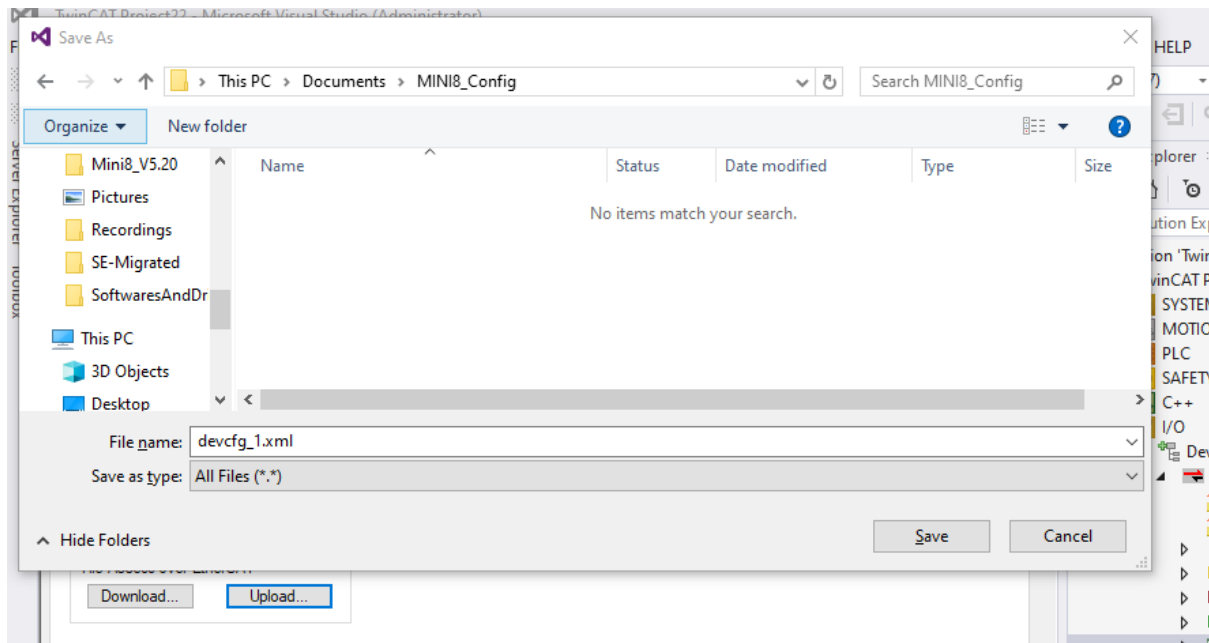 TwinCAT Project22 - Microsoft Visual Studio (Administrator)
Save As
HELP
This PC > Documents > MINI8_Config
Search MINI8_Config
Organize
New folder
Server Explorer
Toolbox
Mini8_V5.20
Pictures
Recordings
SE-Migrated
SoftwaresAndDr
This PC
3D Objects
Desktop
Name
Status
Date modified
Type
Size
No items match your search.
File name: devcfg_1.xml
Save as type: All Files (*.*)
Hide Folders
Save
Cancel
Download...
Upload...
plorer
ution Exp
ion 'Twin
vinCAT P
SYSTEM
MOTIO
PLC
SAFETY
C++
I/O
Dev